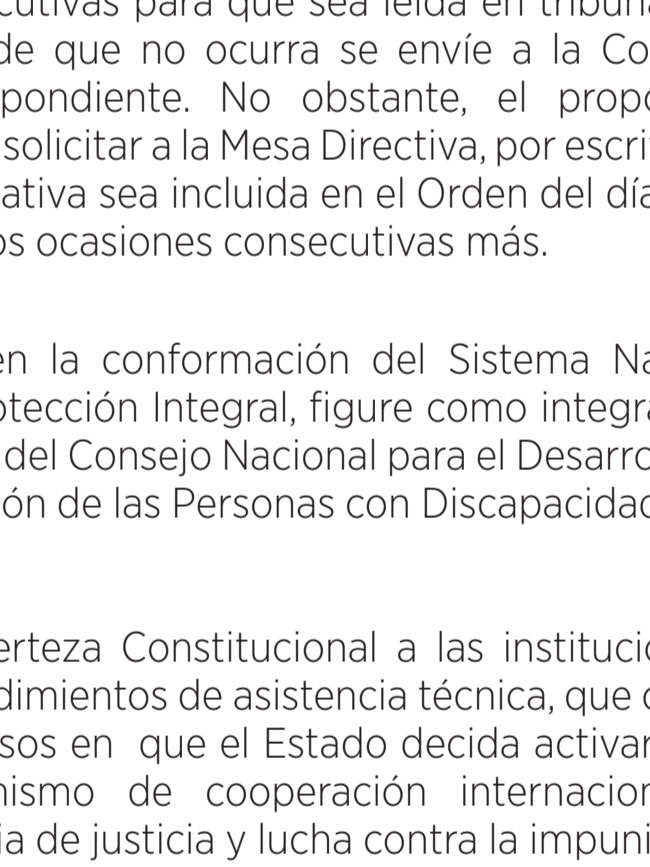 cutivas para que sea leída en tribun
de que no ocurra se envíe a la Co
pondiente. No obstante, el prop
solicitar a la Mesa Directiva, por escri
ativa sea incluida en el Orden del día
os ocasiones consecutivas más.
en la conformación del Sistema Na
otección Integral, figure como integra
del Consejo Nacional para el Desarro
ón de las Personas con Discapacidad
erteza Constitucional a las instituci
dimientos de asistencia técnica, que
sos en que el Estado decida activar
nismo de cooperación internacion
ia de justicia y lucha contra la impuni